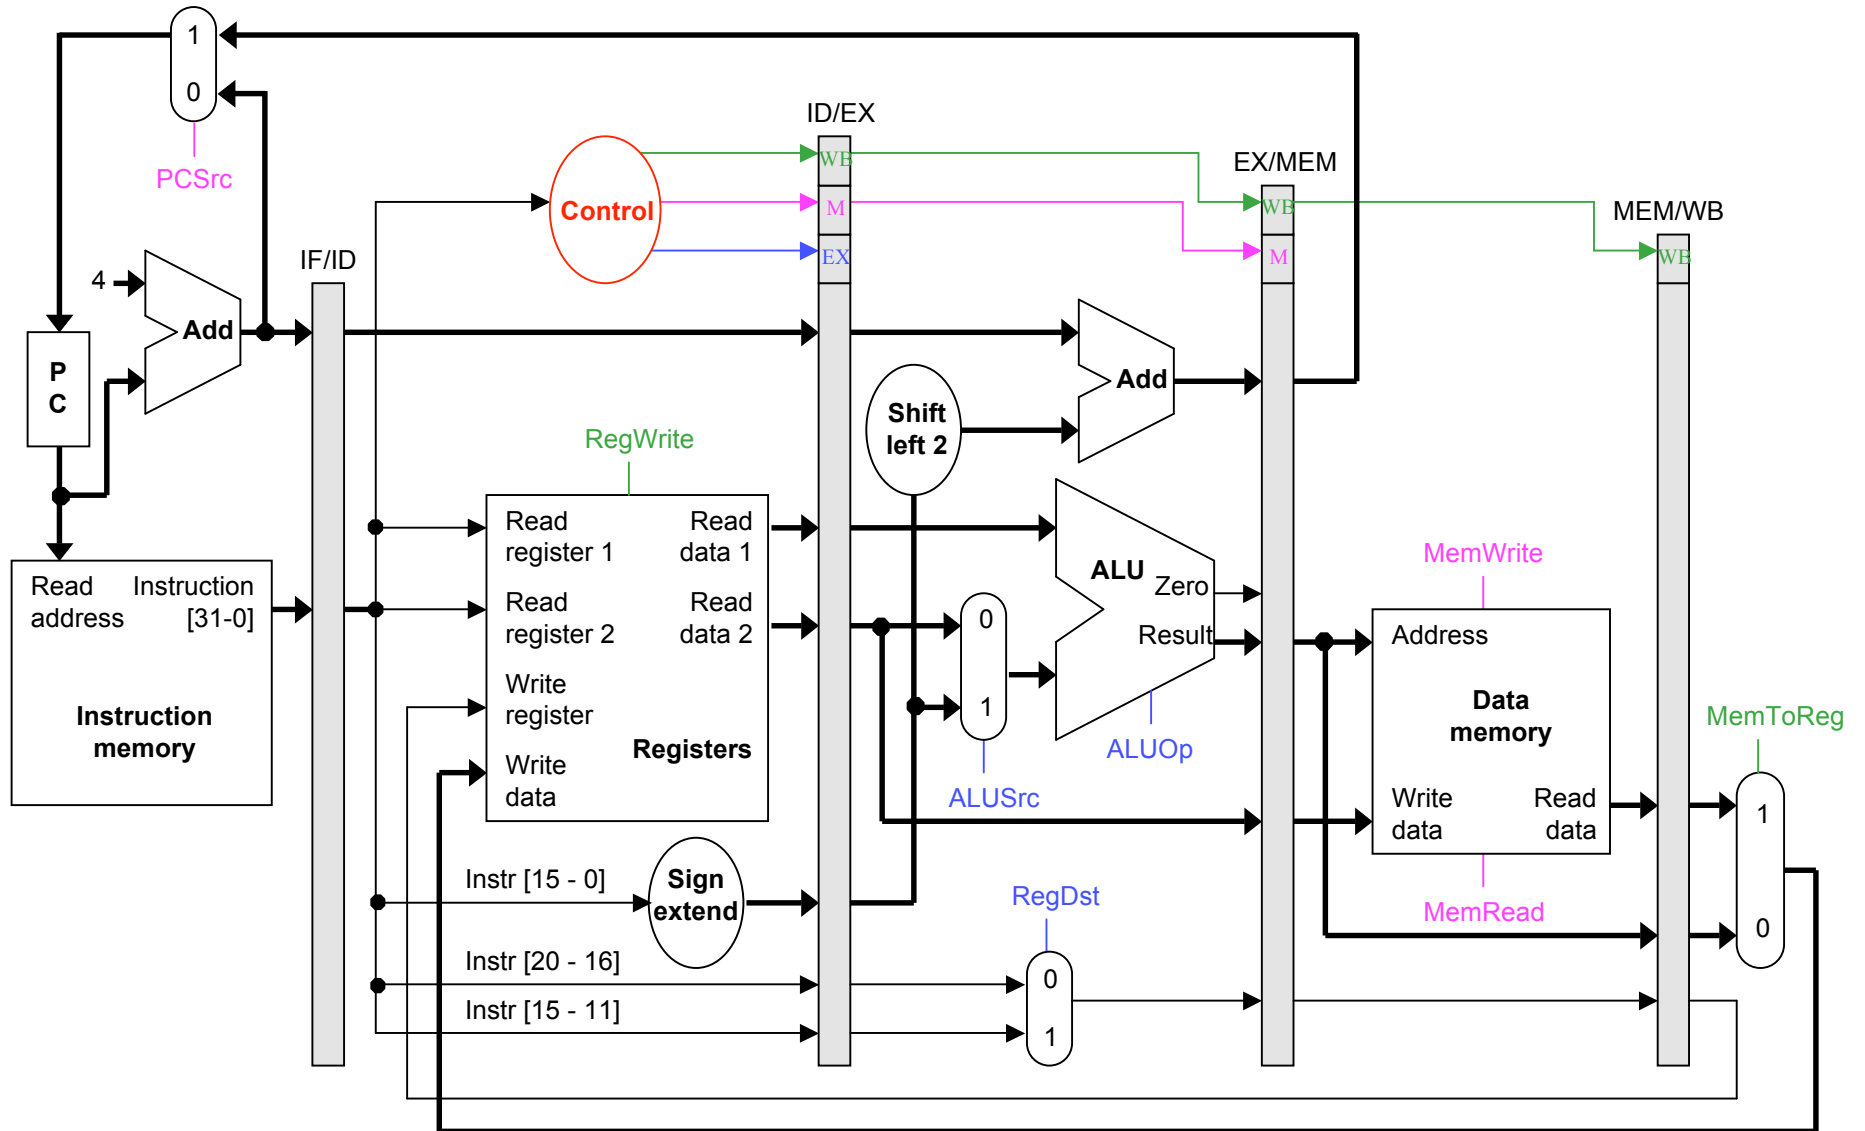 1
0
PCSrc
4
Add
P
C
IF/ID
ID/EX
WB
M
EX
Control
EX/MEM
WB
M
MEM/WB
WB
Add
Shift
left 2
RegWrite
Read
register 1
Read
data 1
Read
register 2
Read
data 2
Write
register
Registers
Write
data
Read
address
Instruction
[31-0]
Instruction
memory
ALU
Zero
Result
0
1
ALUSrc
ALUOp
MemWrite
Address
Data
memory
Write
data
Read
data
MemRead
MemToReg
1
0
Instr [15 - 0]
Sign
extend
RegDst
Instr [20 - 16]
0
Instr [15 - 11]
1